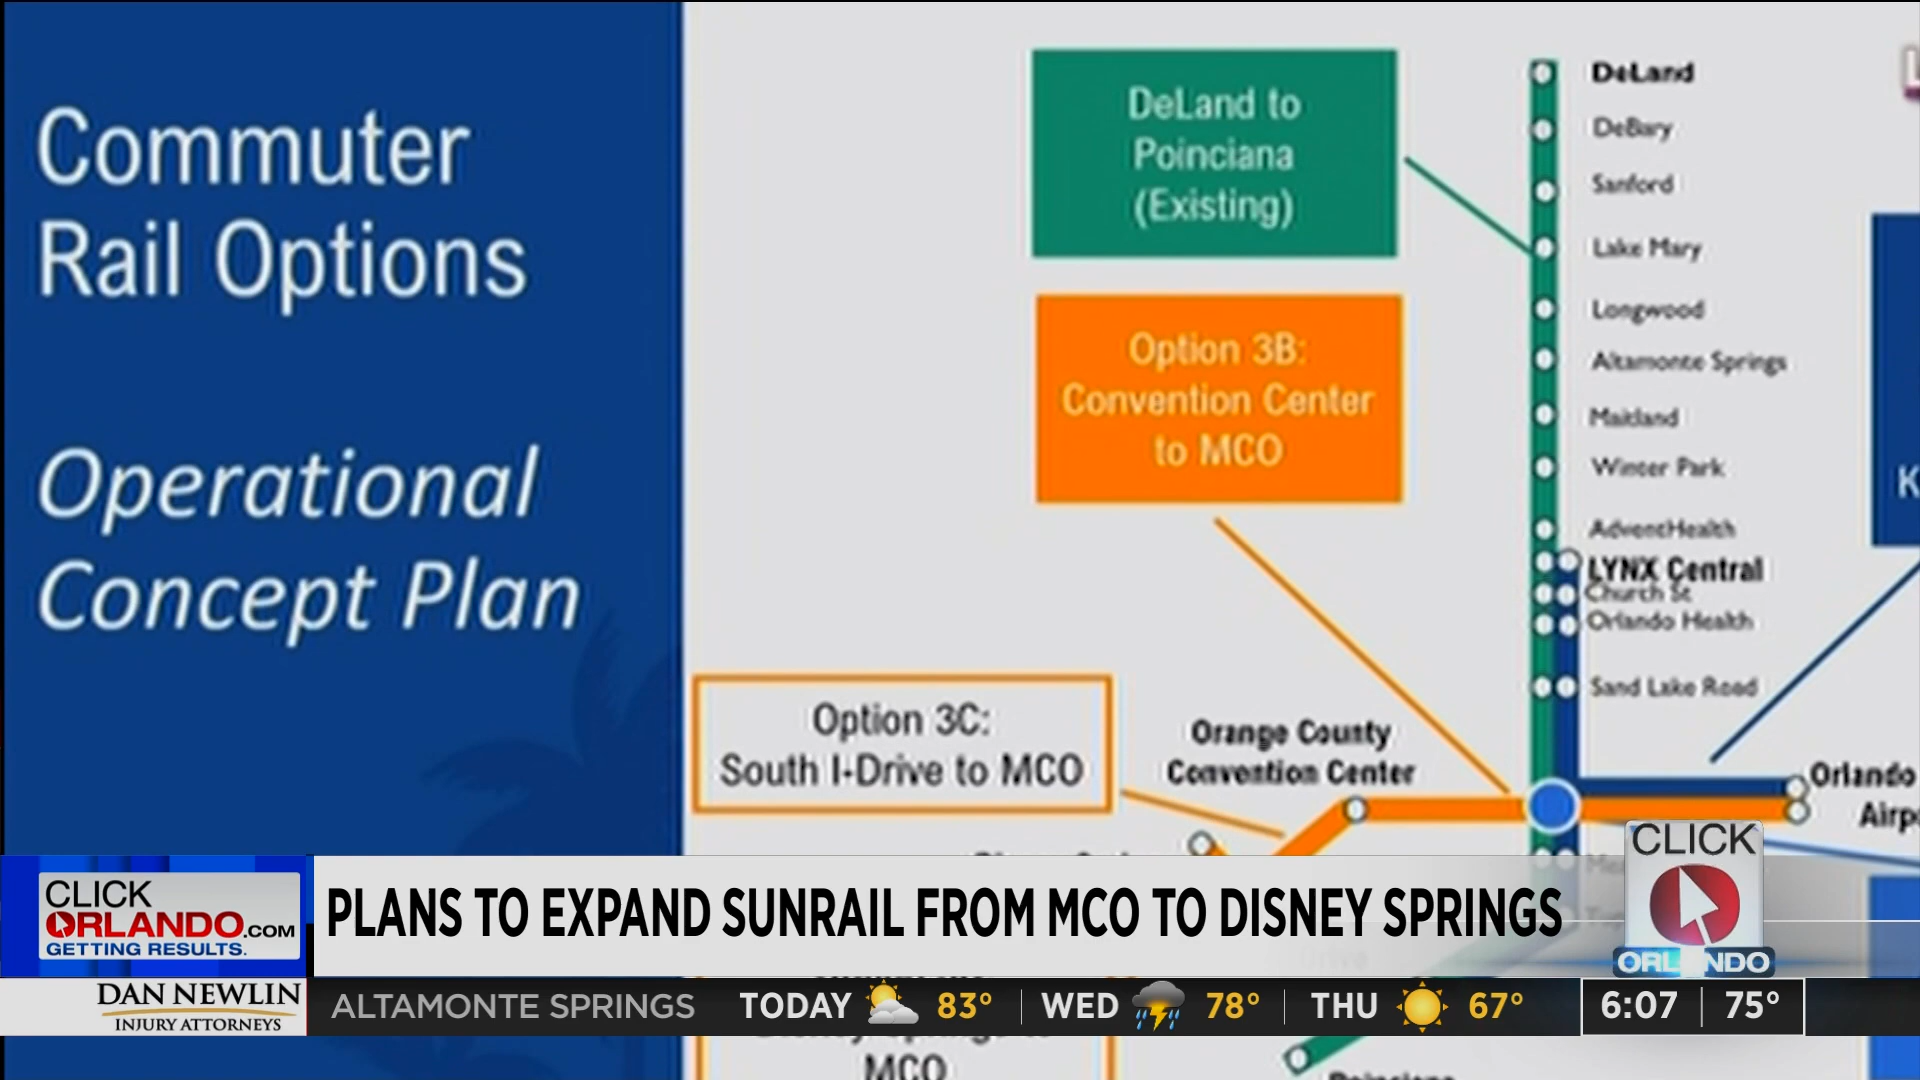 Commuter
Rail Options
Operational
Concept Plan
DeLand to
Poinciana
(Existing)
Option 3B:
Convention Center
to MCO
Option 3C:
South I-Drive to MCO
Orange County
Convention Center
DeLand
DeBary
Sanford
Lake Mary
Longwood
Altamonte Springs
Maitland
Winter Park
AdventHealth
LYNX Central
Church St
Orlando Health
Sand Lake Road
Orlando
K
CLICK
ORLANDO.com
GETTING RESULTS.
PLANS TO EXPAND SUNRAIL FROM MCO TO DISNEY SPRINGS
CLICK
ORLANDO
DAN NEWLIN
INJURY ATTORNEYS
ALTAMONTE SPRINGS TODAY 83° WED 78° THU 67° 6:07 75°
MCO
Poinciana